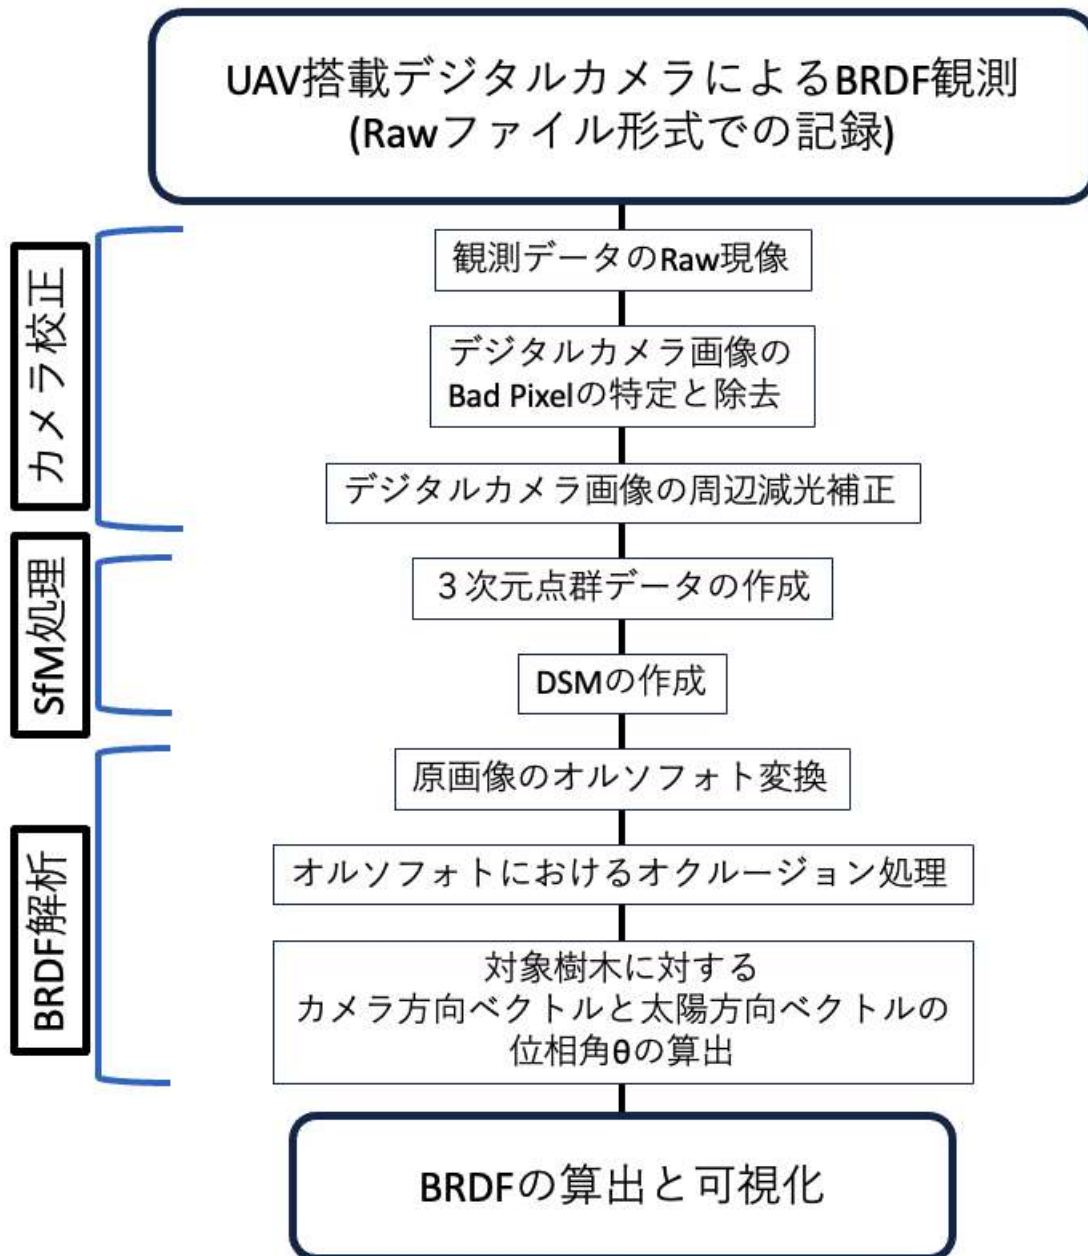 UAV搭載デジタルカメラによるBRDF観測
(Rawファイル形式での記録)
カメラ校正
観測データのRaw現像
デジタルカメラ画像の
Bad Pixelの特定と除去
デジタルカメラ画像の周辺減光補正
SfM処理
３次元点群データの作成
DSMの作成
BRDF解析
原画像のオルソフォト変換
オルソフォトにおけるオクルージョン処理
対象樹木に対する
カメラ方向ベクトルと太陽方向ベクトルの
位相角θの算出
BRDFの算出と可視化